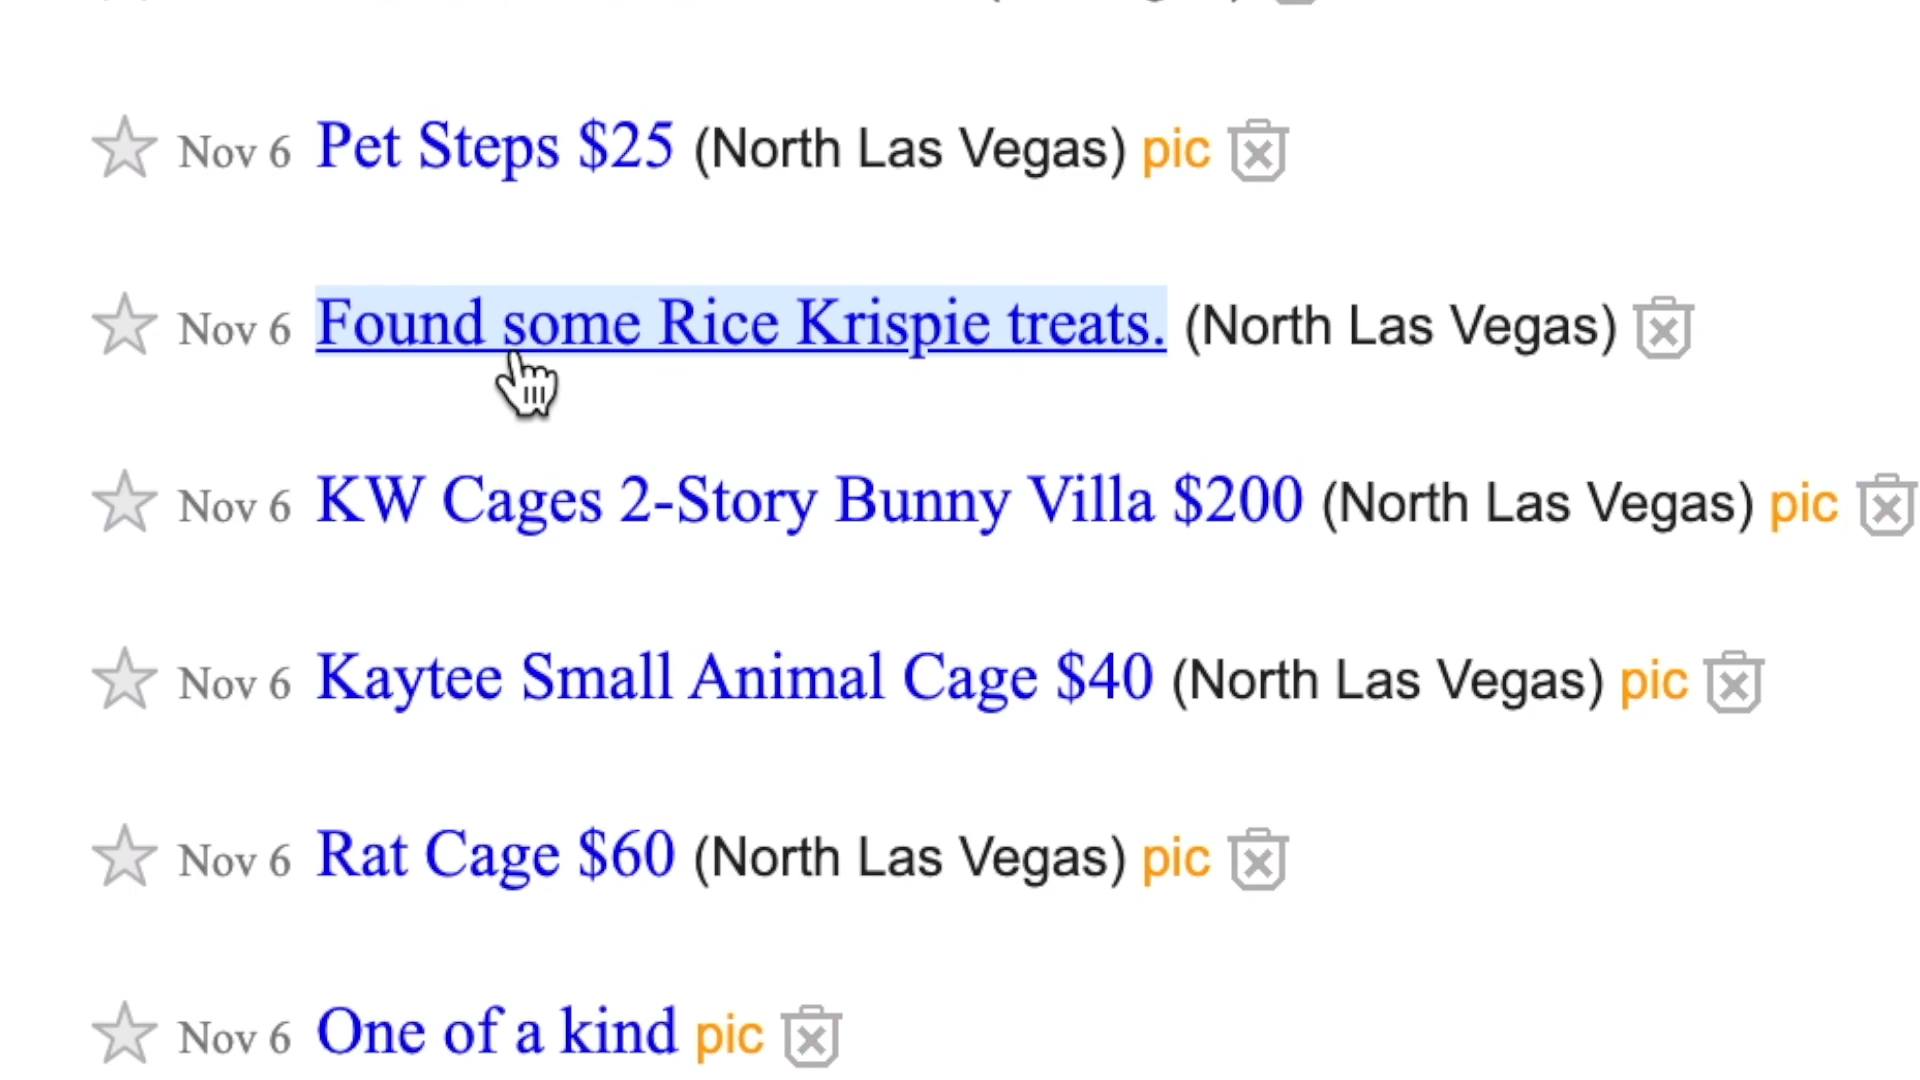 Nov 6 Pet Steps $25 (North Las Vegas) pic
Nov 6 Found some Rice Krispie treats. (North Las Vegas)
Nov 6 KW Cages 2-Story Bunny Villa $200 (North Las Vegas) pic
Nov 6 Kaytee Small Animal Cage $40 (North Las Vegas) pic
Nov 6 Rat Cage $60 (North Las Vegas) pic
Nov 6 One of a kind pic